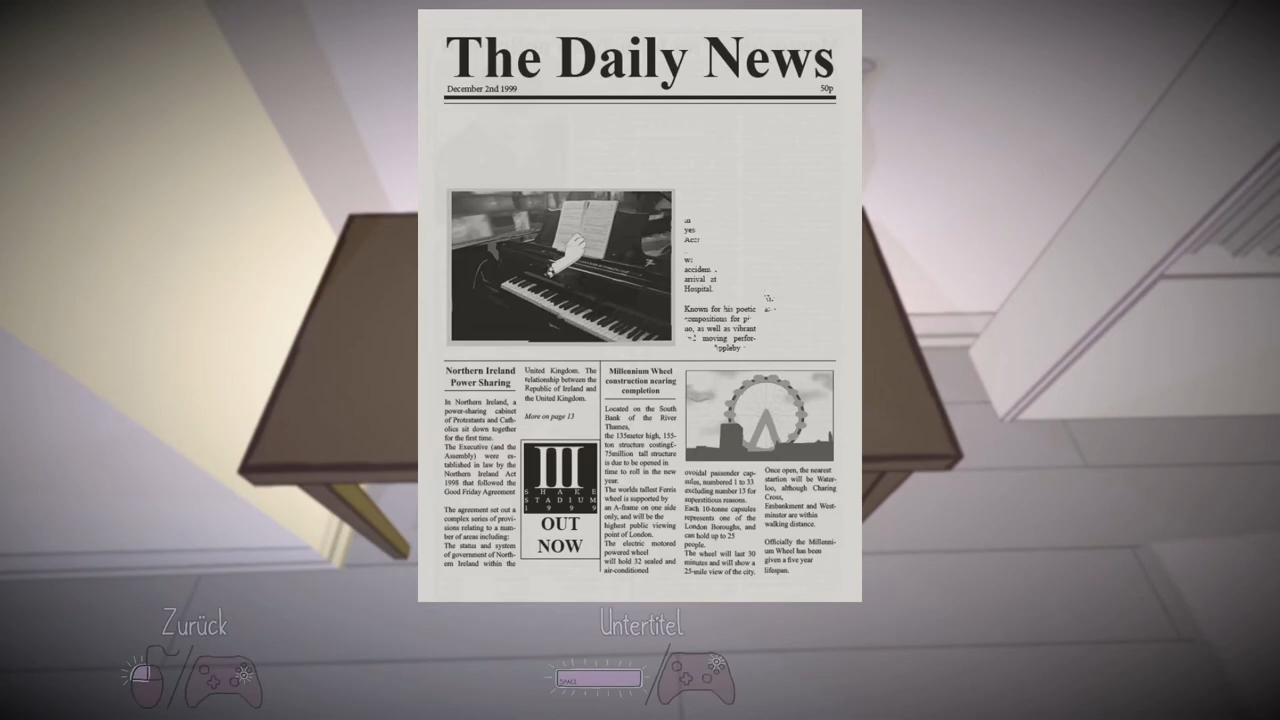 The Daily News
December 2nd 1999
50p
in
yes
accident
arrival at
Hospital.
Known for his poetic
as well as vibrant
moving perfor-
Northern Ireland
Power Sharing
In Northern Ireland, a
power-sharing cabinet
of Protestants and Cath-
olics sit down together
for the first time.
The Executive (and the
Assembly) were es-
tablished in law by the
Northern Ireland Act
1998 that followed the
Good Friday Agreement
The agreement set out a
complex series of provi-
sions relating to a num-
ber of areas including:
The status and system
of government of North-
ern Ireland within the
United Kingdom. The
relationship between the
Republic of Ireland and
the United Kingdom.
More on page 13
SHAKE
STADIUM
1999
OUT
NOW
Millennium Wheel
construction nearing
completion
Located on the South
Bank of the River
Thames,
the 135meter high, 155-
ton structure costing£-
75million tall structure
is due to be opened in
time to roll in the new
year.
The worlds tallest Ferris
wheel is supported by
an A-frame on one side
only, and will be the
highest public viewing
point of London.
The electric motored
powered wheel
will hold 32 sealed and
air-conditioned
ovoidal passender cap-
sules, numbered 1 to 33
excluding number 13 for
superstitious reasons.
Each 10-tonne capsules
represents one of the
London Boroughs, and
can hold up to 25
people.
The wheel will last 30
minutes and will show a
25-mile view of the city.
Once open, the nearest
startion will be Water-
loo, although Charing
Cross,
Embankment and West-
minster are within
walking distance.
Officially the Millenni-
um Wheel has been
given a five year
lifespan.
Zurück
Untertitel
SPACE